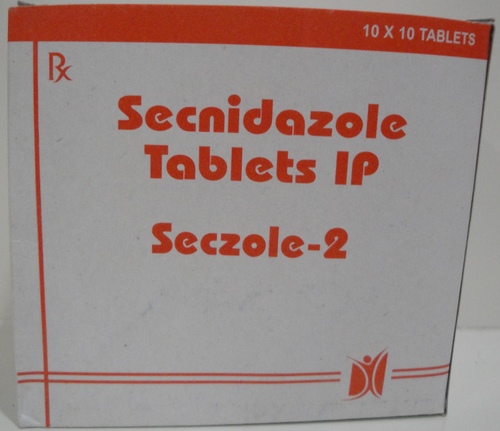 10 X 10 TABLETS
Rx
Secnidazole
Tablets IP
Seczole-2